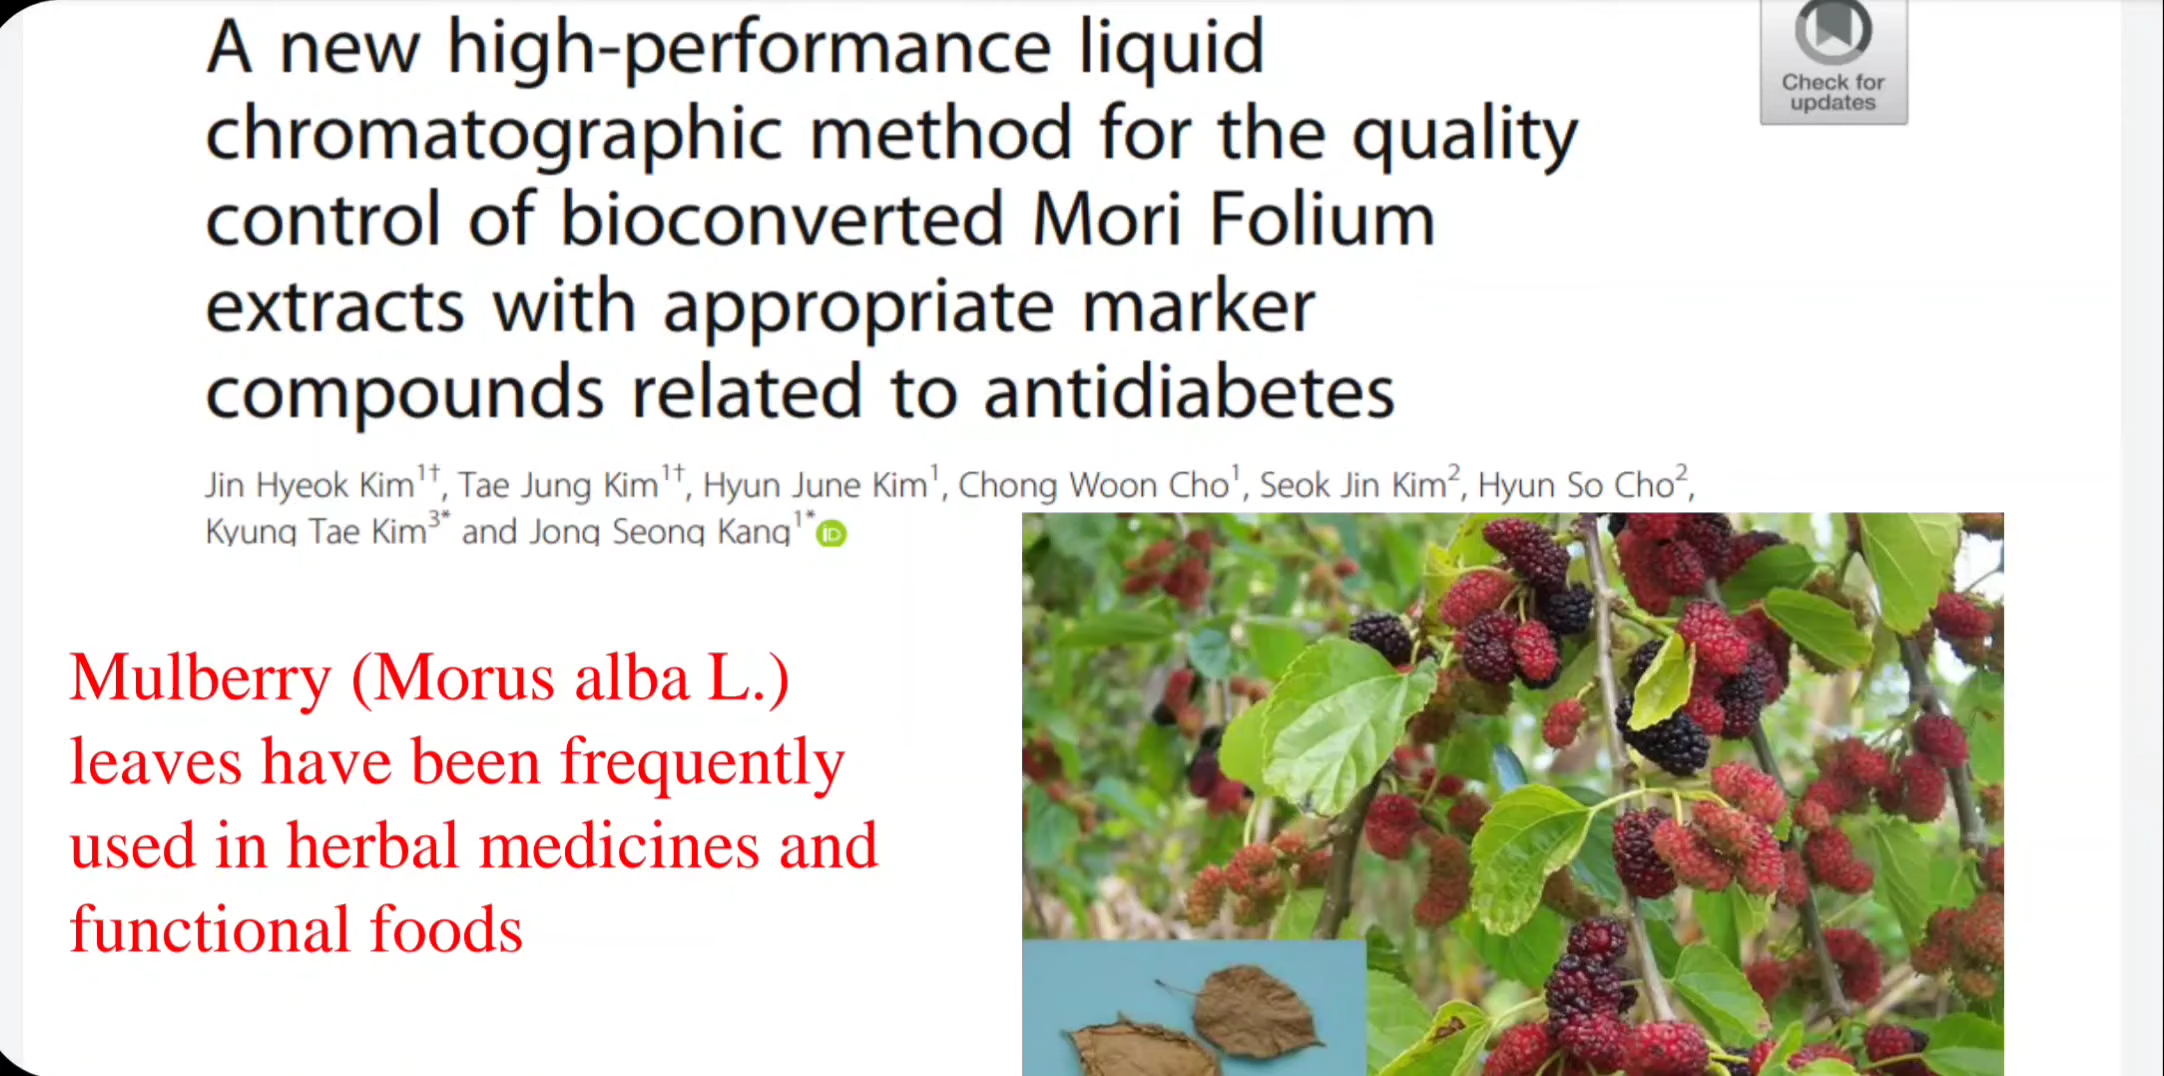 A new high-performance liquid
chromatographic method for the quality
control of bioconverted Mori Folium
extracts with appropriate marker
compounds related to antidiabetes
Check for
updates
Jin Hyeok Kim1†, Tae Jung Kim1†, Hyun June Kim1, Chong Woon Cho1, Seok Jin Kim2, Hyun So Cho2,
Kyung Tae Kim3* and Jong Seong Kang1* iD
Mulberry (Morus alba L.)
leaves have been frequently
used in herbal medicines and
functional foods